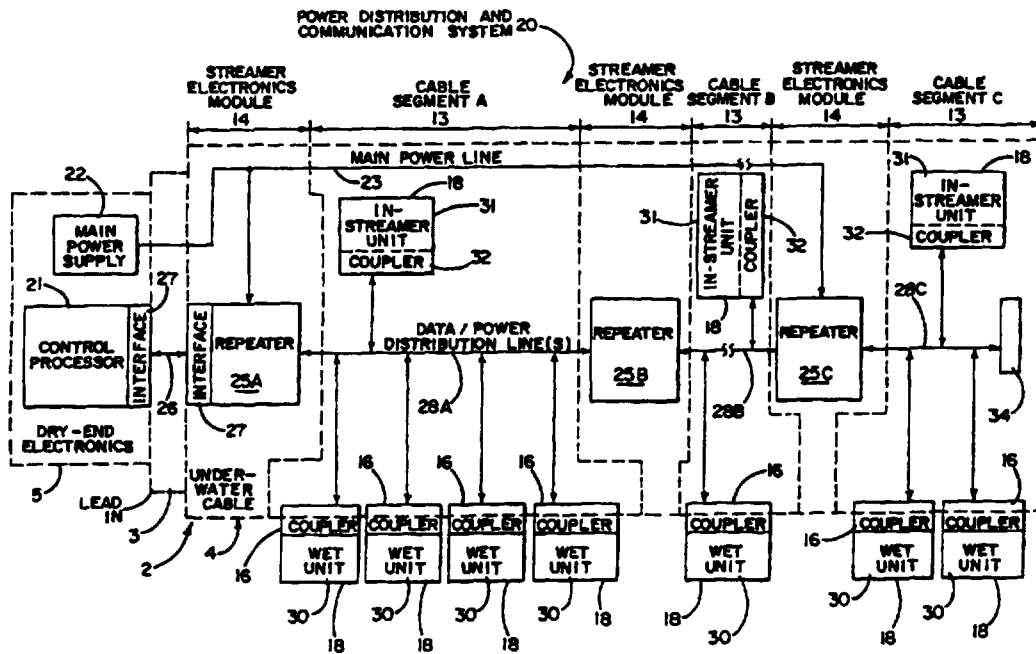 POWER DISTRIBUTION AND
COMMUNICATION SYSTEM 20
STREAMER
ELECTRONICS
MODULE
14
CABLE
SEGMENT A
13
STREAMER
ELECTRONICS
MODULE
14
CABLE
SEGMENT B
13
STREAMER
ELECTRONICS
MODULE
14
CABLE
SEGMENT C
13
MAIN POWER LINE
23
22
MAIN
POWER
SUPPLY
18
IN-
STREAMER
UNIT
COUPLER
31
32
31
IN-STREAMER
UNIT
COUPLER
32
18
31
18
IN-
STREAMER
UNIT
COUPLER
32
21
27
CONTROL
PROCESSOR
INTERFACE
26
INTERFACE
REPEATER
25A
27
DATA / POWER
DISTRIBUTION LINE(S)
28A
REPEATER
25B
28B
REPEATER
25C
28C
34
DRY-END
ELECTRONICS
5
LEAD
IN
3
2
UNDER-
WATER
CABLE
4
16
COUPLER
WET
UNIT
30
18
16
COUPLER
WET
UNIT
30
18
16
COUPLER
WET
UNIT
30
18
16
COUPLER
WET
UNIT
30
18
16
COUPLER
WET
UNIT
18
30
16
COUPLER
WET
UNIT
30
18
16
COUPLER
WET
UNIT
30
18